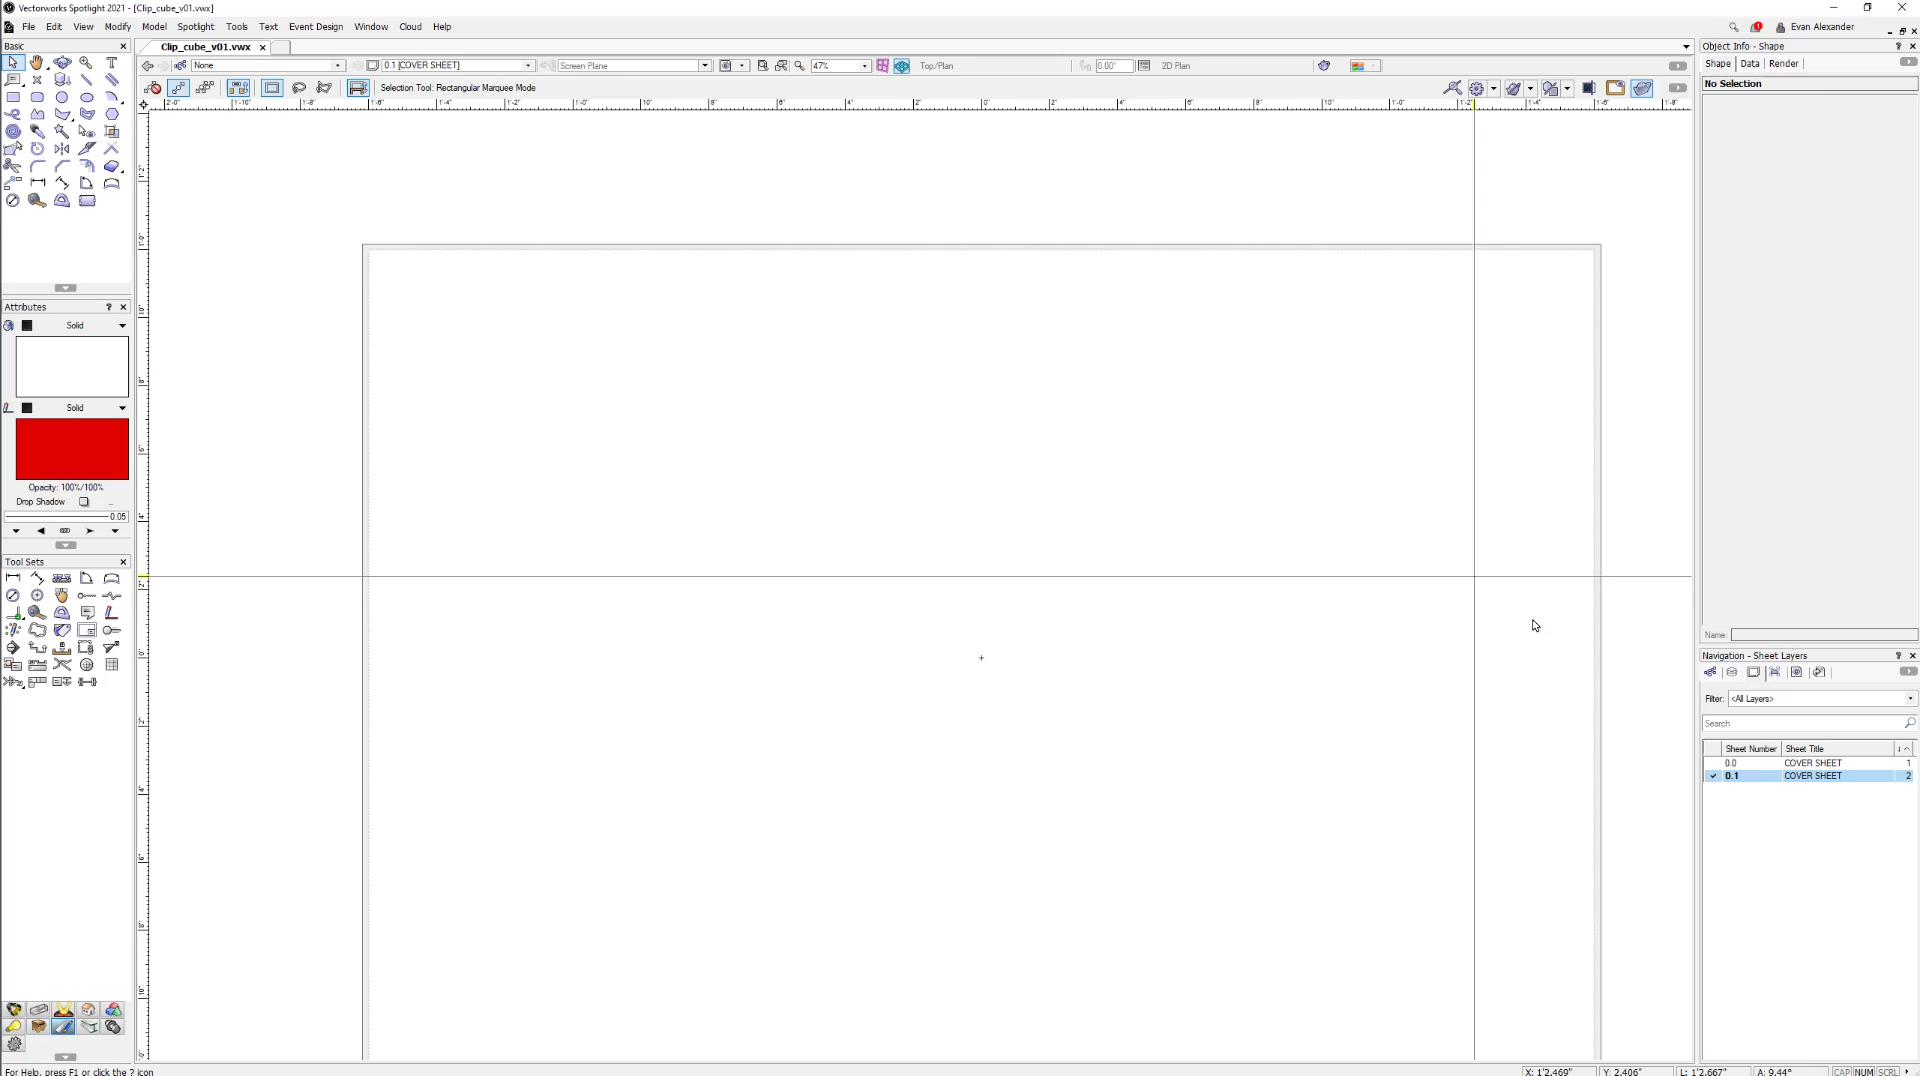 Vectorworks Spotlight 2021 - [Clip_cube_v01.vwx]
File Edit View Modify Model Spotlight Tools Text Event Design Window Cloud Help
Evan Alexander
Basic
Clip_cube_v01.vwx
Object Info - Shape
None
0.1 [COVER SHEET]
Screen Plane
47%
Top/Plan
0.00°
2D Plan
Shape Data Render
Selection Tool: Rectangular Marquee Mode
No Selection
Attributes
Solid
Solid
Opacity: 100%/100%
Drop Shadow
0.05
Tool Sets
Name:
Navigation - Sheet Layers
Filter: <All Layers>
Search
Sheet Number Sheet Title
0.0 COVER SHEET 1
0.1 COVER SHEET 2
For Help, press F1 or click the ? icon
X: 1'2.469" Y: 2.406" L: 1'2.667" A: 9.44° CAP NUM SCRL